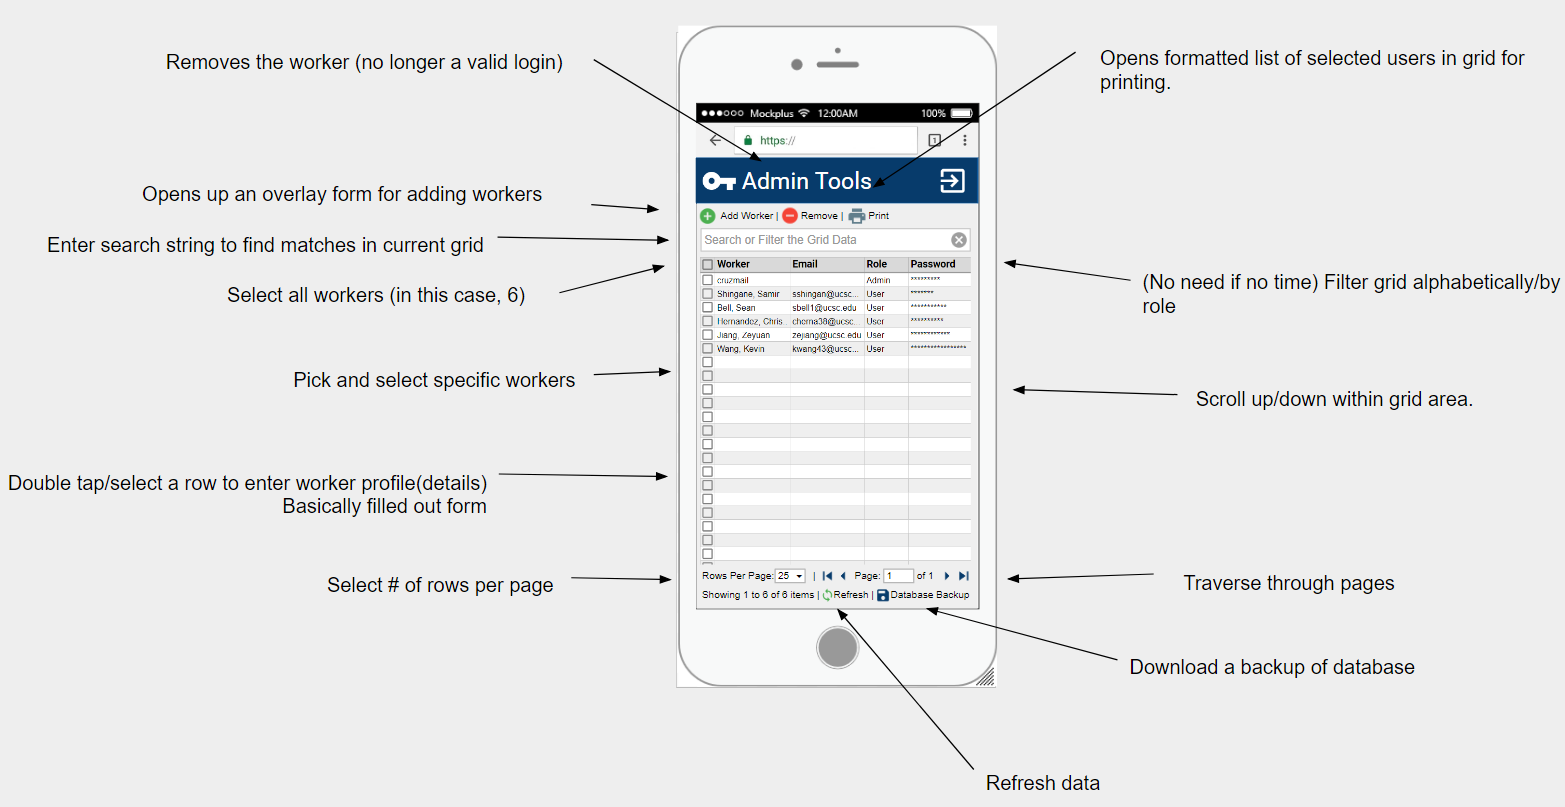 Removes the worker (no longer a valid login)
Opens formatted list of selected users in grid for
printing.
Mockplus 12:00AM 100%
https:// 1
Admin Tools
Opens up an overlay form for adding workers
Add Worker | Remove | Print
Enter search string to find matches in current grid
Search or Filter the Grid Data
Select all workers (in this case, 6)
(No need if no time) Filter grid alphabetically/by
role
Worker Email Role Password
cruzmail Admin *********
Shingane, Samir sshingan@ucsc... User *******
Bell, Sean sbell1@ucsc.edu User ***********
Hernandez, Chris.. cherna38@ucsc... User **********
Jiang, Zeyuan zejiang@ucsc.edu User ************
Wang, Kevin kwang43@ucsc... User *****************
Pick and select specific workers
Scroll up/down within grid area.
Double tap/select a row to enter worker profile(details)
Basically filled out form
Select # of rows per page
Rows Per Page: 25 | Page: 1 of 1
Traverse through pages
Showing 1 to 6 of 6 items | Refresh | Database Backup
Download a backup of database
Refresh data